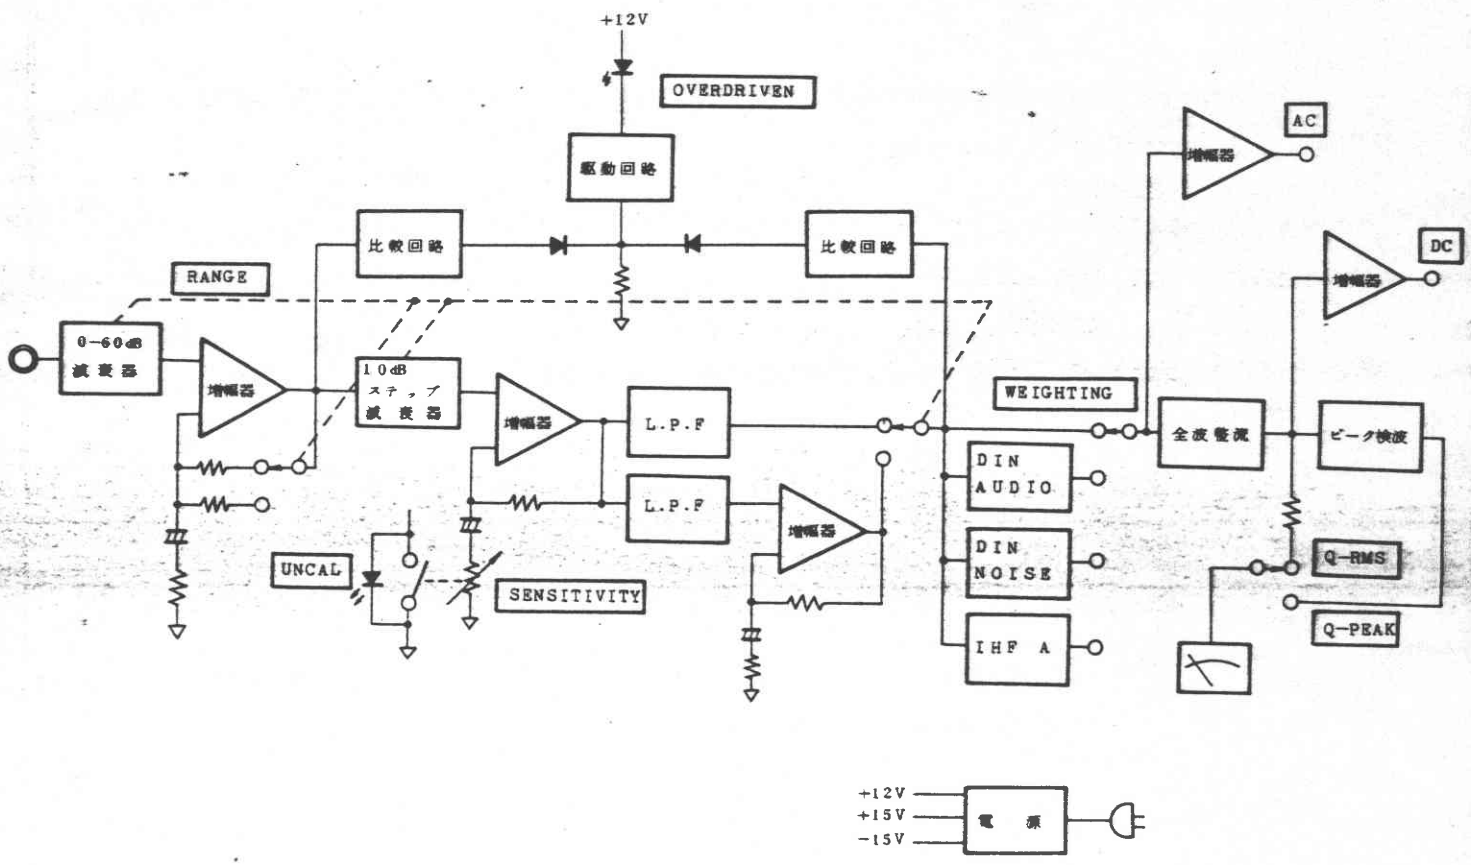 +12V
OVERDRIVEN
AC
駆動回路
増幅器
比較回路
比較回路
DC
RANGE
増幅器
0-60dB
減衰器
10dB
ステップ
減衰器
増幅器
WEIGHTING
増幅器
L.P.F
全波整流
ピーク検波
DIN
AUDIO
L.P.F
増幅器
DIN
NOISE
Q-RMS
UNCAL
SENSITIVITY
Q-PEAK
IHF A
+12V
+15V
-15V
電源